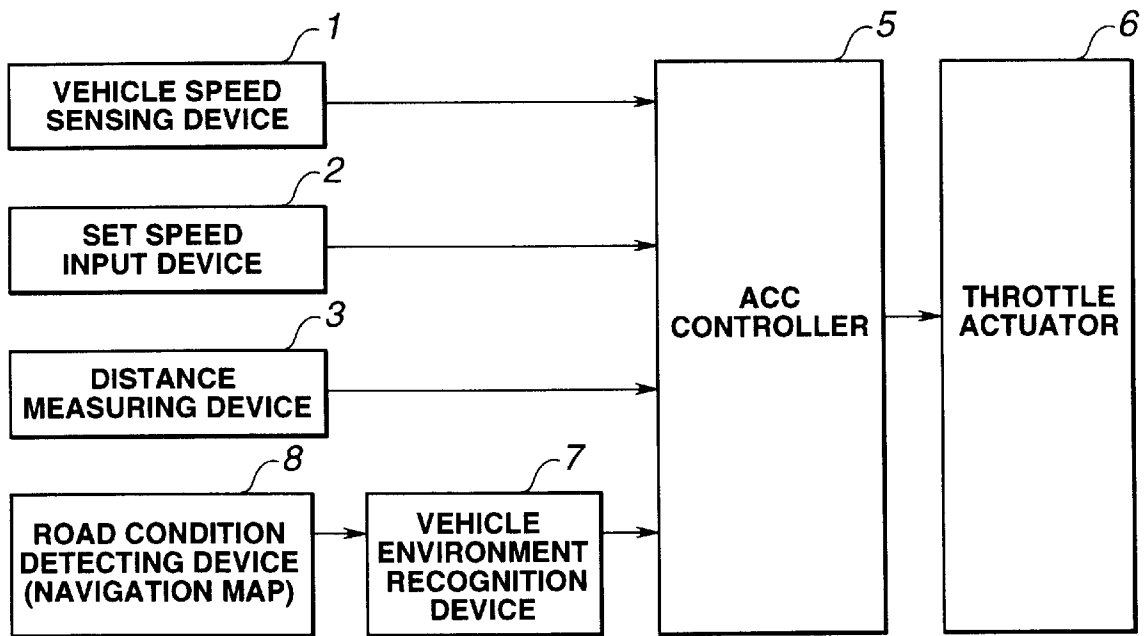 1
VEHICLE SPEED
SENSING DEVICE
2
SET SPEED
INPUT DEVICE
3
DISTANCE
MEASURING DEVICE
8
ROAD CONDITION
DETECTING DEVICE
(NAVIGATION MAP)
7
VEHICLE
ENVIRONMENT
RECOGNITION
DEVICE
5
ACC
CONTROLLER
6
THROTTLE
ACTUATOR